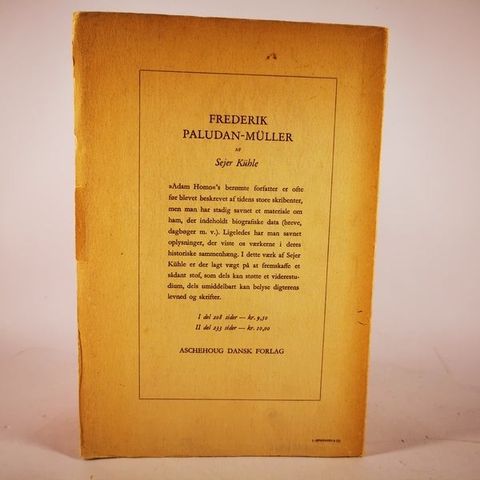 FREDERIK
PALUDAN-MÜLLER
AF
Sejer Kühle
»Adam Homo«'s berømte forfatter er ofte
før blevet beskrevet af tidens store skribenter,
men man har stadig savnet et materiale om
ham, der indeholdt biografiske data (breve,
dagbøger m. v.). Ligeledes har man savnet
oplysninger, der viste os værkerne i deres
historiske sammenhæng. I dette værk af Sejer
Kühle er der lagt vægt på at fremskaffe et
sådant stof, som dels kan støtte et viderestu-
dium, dels umiddelbart kan belyse digterens
levned og skrifter.
I del 208 sider — kr. 9,50
II del 233 sider — kr. 10,00
ASCHEHOUG DANSK FORLAG